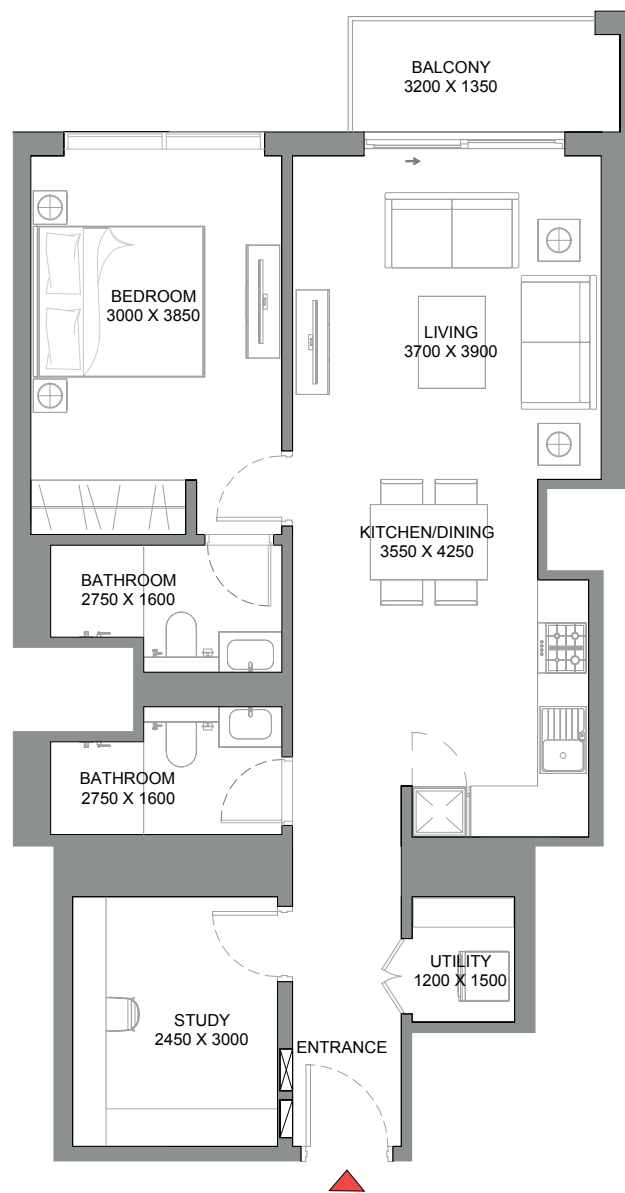 BALCONY
3200 X 1350
BEDROOM
3000 X 3850
LIVING
3700 X 3900
KITCHEN/DINING
3550 X 4250
BATHROOM
2750 X 1600
BATHROOM
2750 X 1600
UTILITY
1200 X 1500
STUDY
2450 X 3000
ENTRANCE